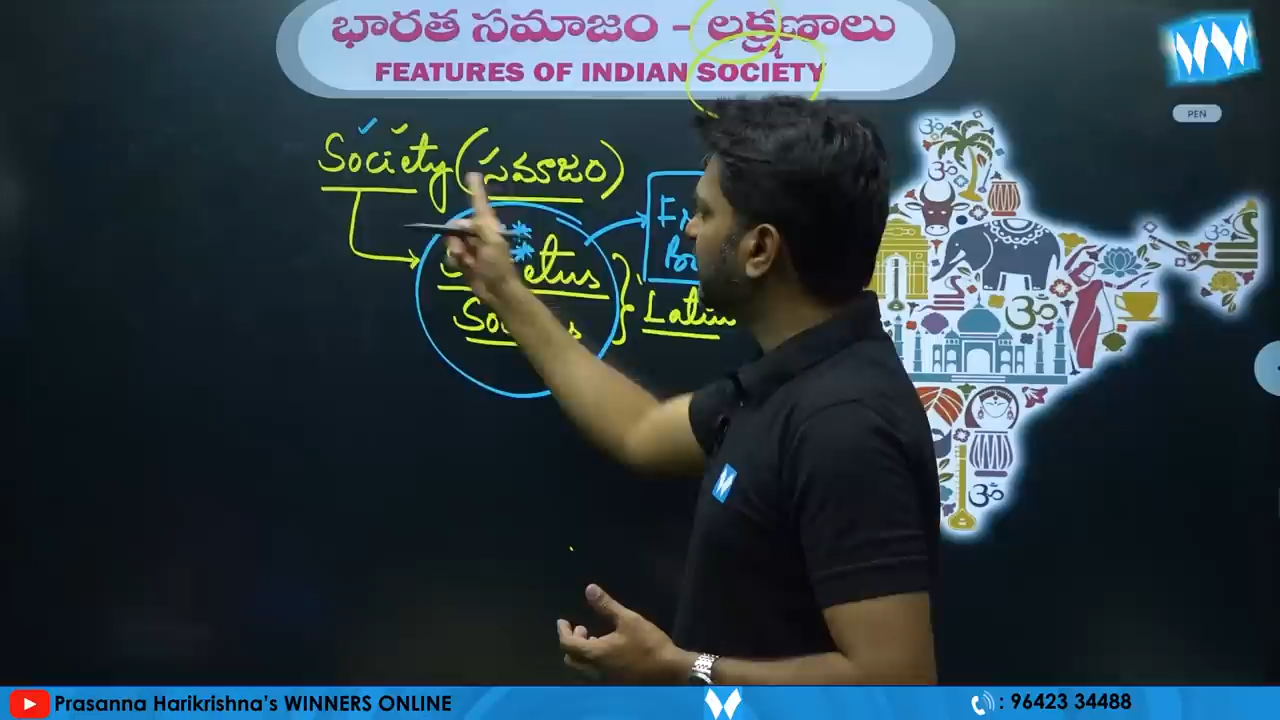 భారత సమాజం - లక్షణాలు
FEATURES OF INDIAN SOCIETY
PEN
Society (సమాజం)
Latin
Prasanna Harikrishna's WINNERS ONLINE
: 96423 34488